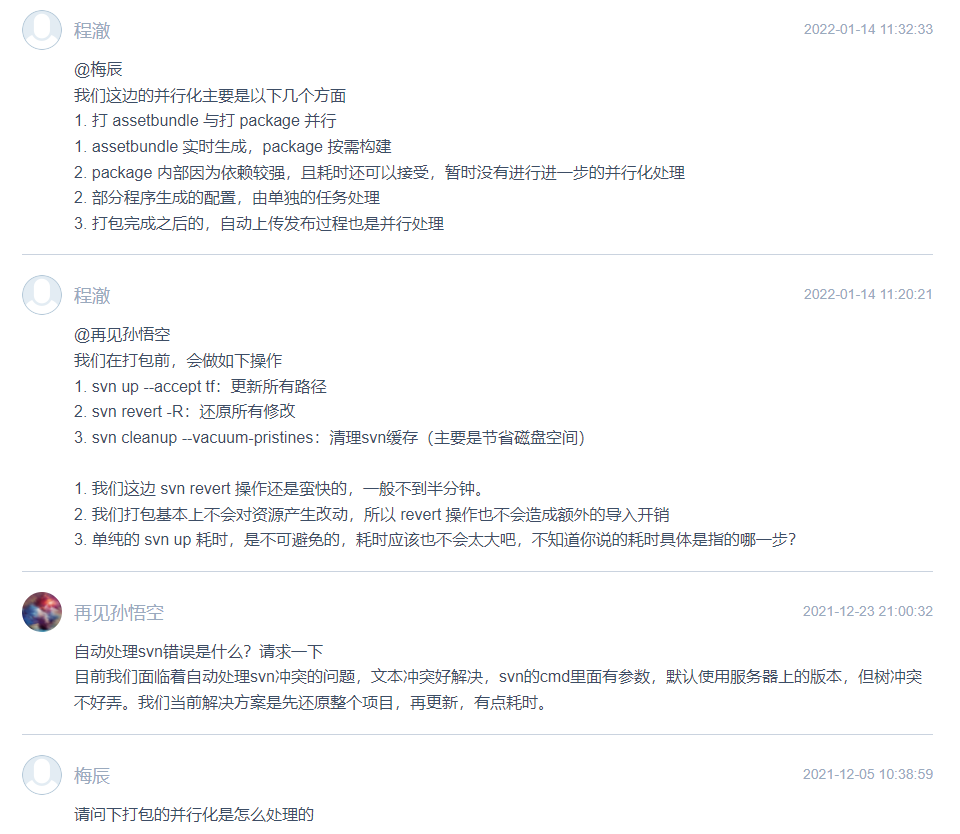 程澈
2022-01-14 11:32:33
@梅辰
我们这边的并行化主要是以下几个方面
1. 打 assetbundle 与打 package 并行
1. assetbundle 实时生成，package 按需构建
2. package 内部因为依赖较强，且耗时还可以接受，暂时没有进行进一步的并行化处理
2. 部分程序生成的配置，由单独的任务处理
3. 打包完成之后的，自动上传发布过程也是并行处理
程澈
2022-01-14 11:20:21
@再见孙悟空
我们在打包前，会做如下操作
1. svn up --accept tf：更新所有路径
2. svn revert -R：还原所有修改
3. svn cleanup --vacuum-pristines：清理svn缓存（主要是节省磁盘空间）
1. 我们这边 svn revert 操作还是蛮快的，一般不到半分钟。
2. 我们打包基本上不会对资源产生改动，所以 revert 操作也不会造成额外的导入开销
3. 单纯的 svn up 耗时，是不可避免的，耗时应该也不会太大吧，不知道你说的耗时具体是指的哪一步？
再见孙悟空
2021-12-23 21:00:32
自动处理svn错误是什么？请求一下
目前我们面临着自动处理svn冲突的问题，文本冲突好解决，svn的cmd里面有参数，默认使用服务器上的版本，但树冲突
不好弄。我们当前解决方案是先还原整个项目，再更新，有点耗时。
梅辰
2021-12-05 10:38:59
请问下打包的并行化是怎么处理的